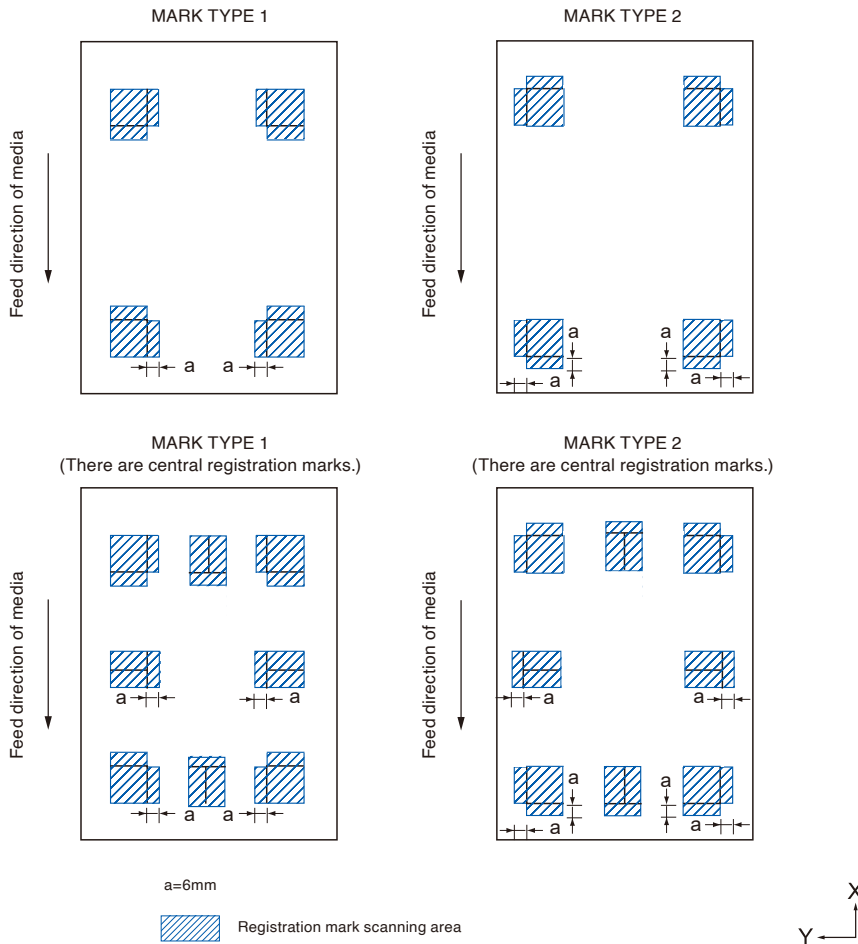 MARK TYPE 1
MARK TYPE 2
Feed direction of media
Feed direction of media
a
a
a
a
a
a
MARK TYPE 1
(There are central registration marks.)
MARK TYPE 2
(There are central registration marks.)
Feed direction of media
Feed direction of media
a
a
a
a
a
a
a
a
a
a
a=6mm
Registration mark scanning area
X
Y